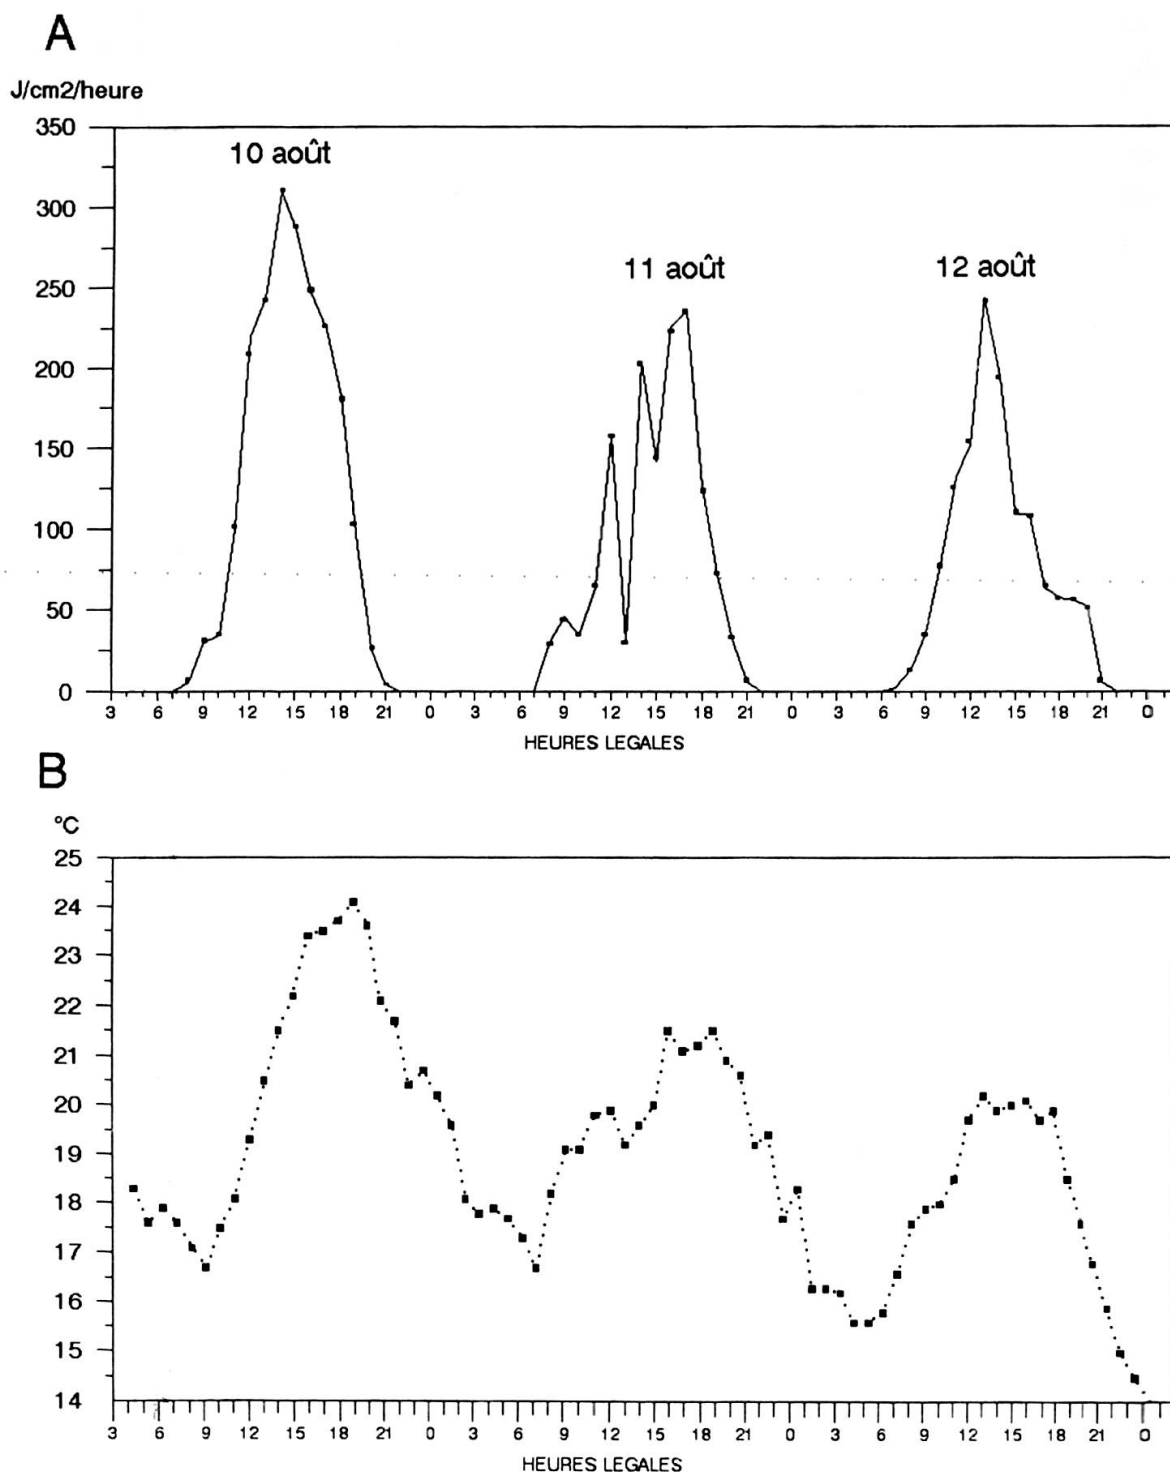 A
J/cm2/heure
350
10 août
300
11 août
12 août
250
200
150
100
50
0
3 6 9 12 15 18 21 0 3 6 9 12 15 18 21 0 3 6 9 12 15 18 21 0
HEURES LEGALES
B
°C
25
24
23
22
21
20
19
18
17
16
15
14
3 6 9 12 15 18 21 0 3 6 9 12 15 18 21 0 3 6 9 12 15 18 21 0
HEURES LEGALES